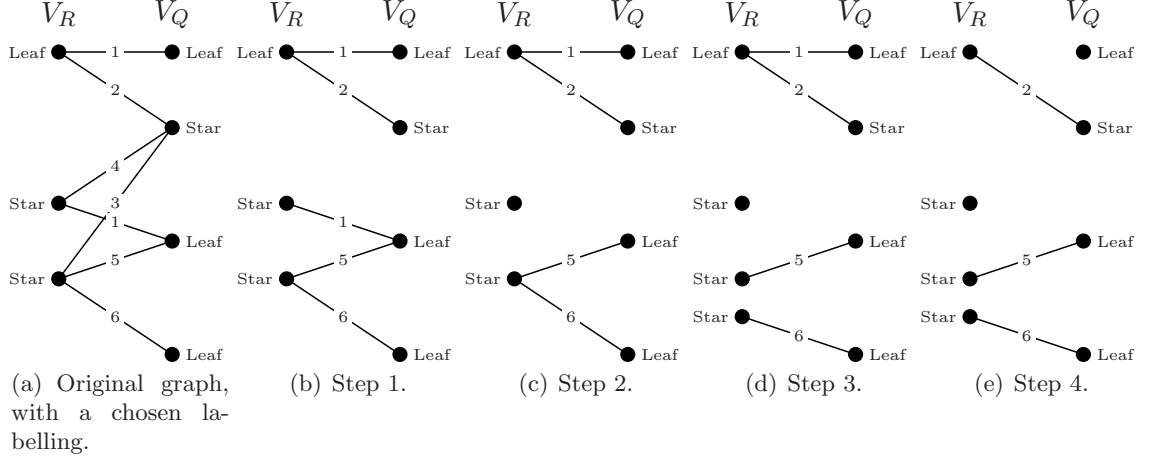 V_R V_Q V_R V_Q V_R V_Q V_R V_Q V_R V_Q
Leaf 1 Leaf Leaf 1 Leaf Leaf 1 Leaf Leaf 1 Leaf Leaf Leaf
2 2 2 2 2
Star Star Star Star Star
4
Star 3 Star Star Star Star
1 1
Leaf Leaf Leaf Leaf Leaf
5 5 5 5 5
Star Star Star Star Star
6 6 6 Star 6 Star 6
Leaf Leaf Leaf Leaf Leaf
(a) Original graph, (b) Step 1. (c) Step 2. (d) Step 3. (e) Step 4.
with a chosen la-
belling.